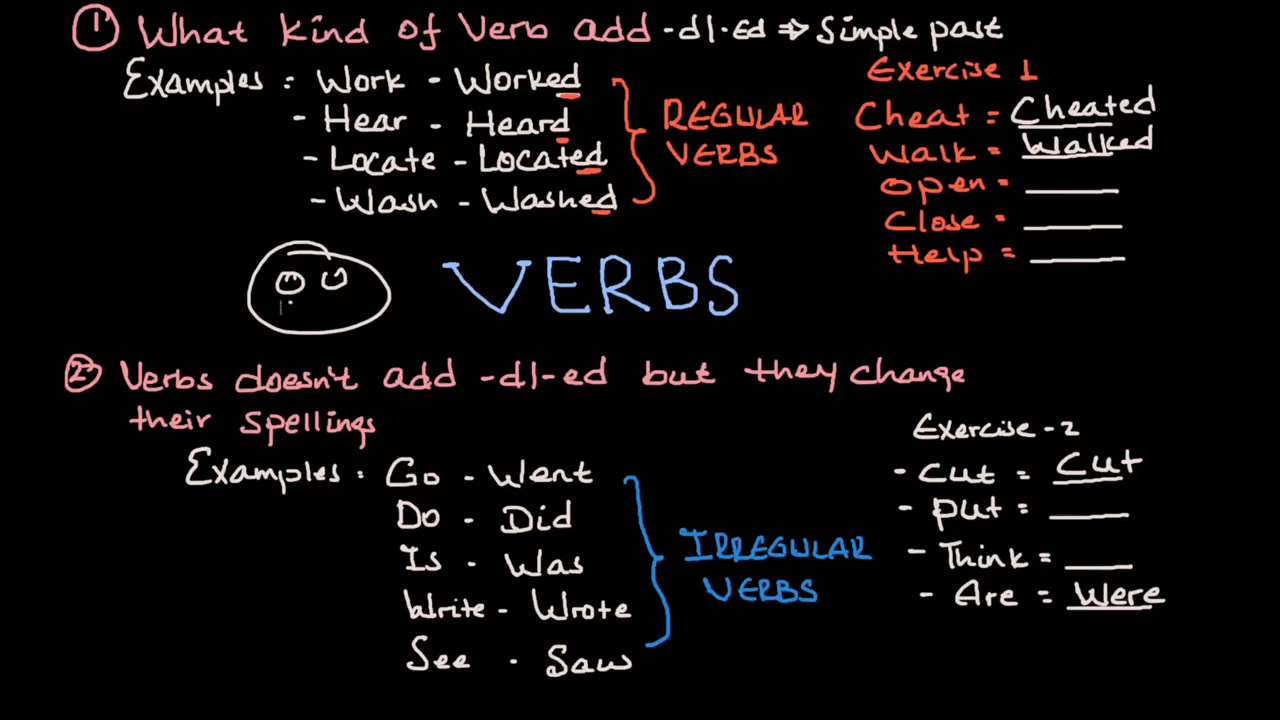 1 What kind of Verb add -d|-Ed ⇒ Simple past
Examples : Work - Worked
- Hear - Heard
- Locate - Located
- Wash - Washed
REGULAR
VERBS
Exercise 1
Cheat = Cheated
Walk = Walked
Open = ____
Close = ____
Help = ____
VERBS
2 Verbs doesn't add -d|-ed but they change
their spellings
Examples : Go - Went
Do - Did
Is - Was
Write - Wrote
See - Saw
IRREGULAR
VERBS
Exercise -2
- Cut = Cut
- Put = ____
- Think = ____
- Are = Were